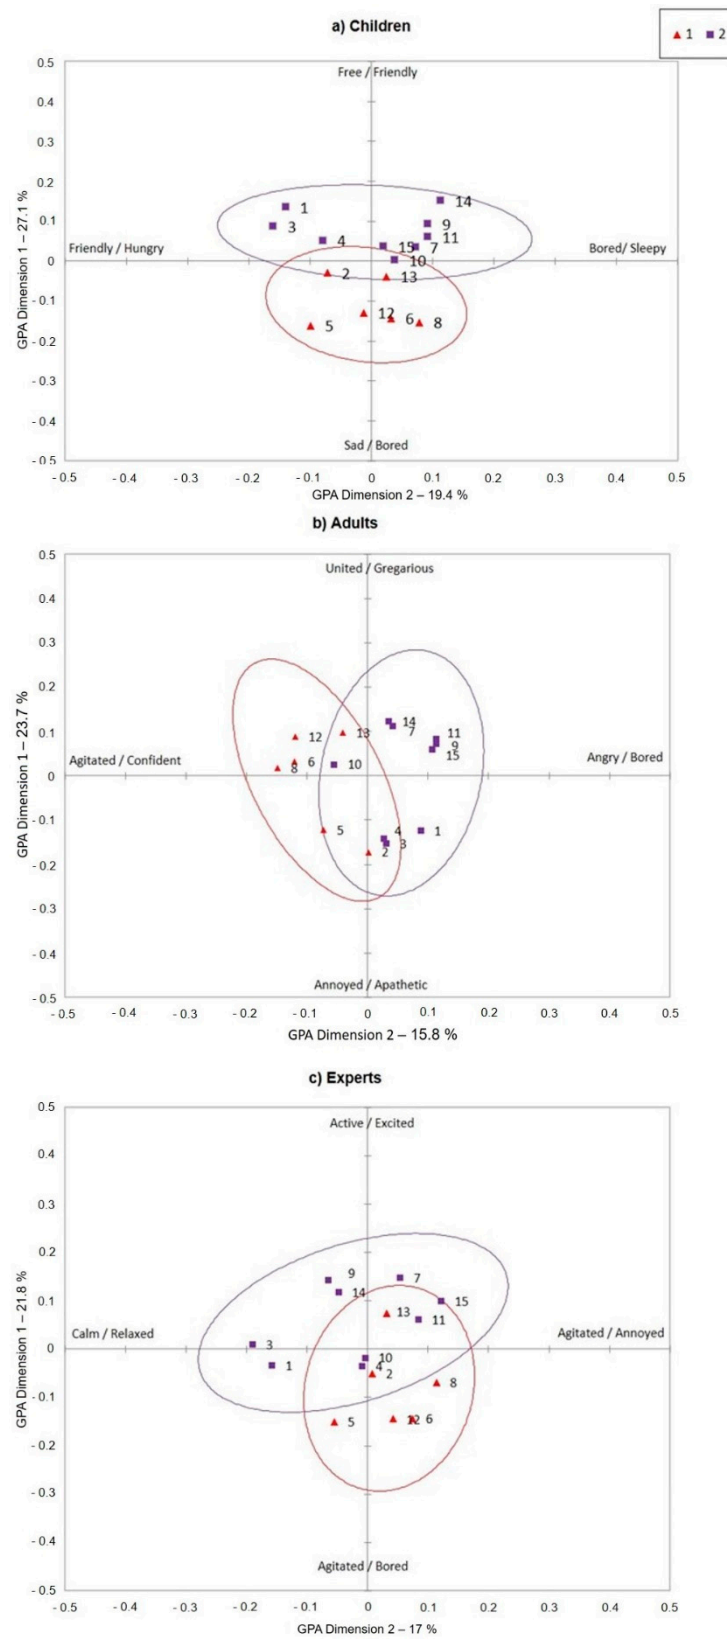 a) Children
1 2
0.5
Free / Friendly
0.4
0.3
0.2
14
1
0.1
3
9
11
4
15 7
Friendly / Hungry
0
10
Bored/ Sleepy
2
13
- 0.1
12 6 8
5
- 0.2
- 0.3
- 0.4
Sad / Bored
- 0.5
- 0.5 - 0.4 - 0.3 - 0.2 - 0.1 0 0.1 0.2 0.3 0.4 0.5
GPA Dimension 1 – 27.1 %
GPA Dimension 2 – 19.4 %
b) Adults
0.5
United / Gregarious
0.4
0.3
0.2
14
7
0.1
12
13
11
9
15
Agitated / Confident
6
8
10
Angry / Bored
0
- 0.1
5
4
1
3
2
- 0.2
- 0.3
- 0.4
Annoyed / Apathetic
- 0.5
- 0.5 - 0.4 - 0.3 - 0.2 - 0.1 0 0.1 0.2 0.3 0.4 0.5
GPA Dimension 1 – 23.7 %
GPA Dimension 2 – 15.8 %
c) Experts
0.5
Active / Excited
0.4
0.3
0.2
9
7
14
15
0.1
13
11
Calm / Relaxed
Agitated / Annoyed
3
0
10
1
4 2
8
- 0.1
5
12 6
- 0.2
- 0.3
- 0.4
Agitated / Bored
- 0.5
- 0.5 - 0.4 - 0.3 - 0.2 - 0.1 0 0.1 0.2 0.3 0.4 0.5
GPA Dimension 1 – 21.8 %
GPA Dimension 2 – 17 %